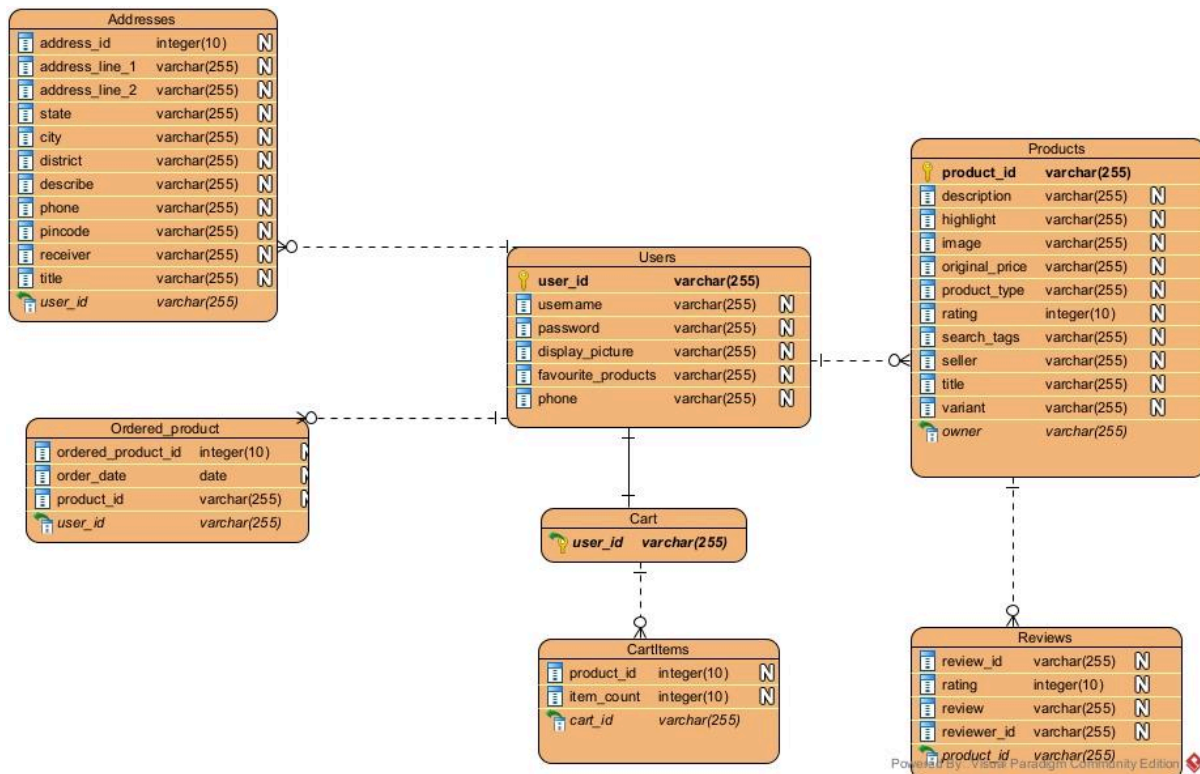 Addresses
address_id integer(10) N
address_line_1 varchar(255) N
address_line_2 varchar(255) N
state varchar(255) N
city varchar(255) N
district varchar(255) N
describe varchar(255) N
phone varchar(255) N
pincode varchar(255) N
receiver varchar(255) N
title varchar(255) N
user_id varchar(255)
Users
user_id varchar(255)
username varchar(255) N
password varchar(255) N
display_picture varchar(255) N
favourite_products varchar(255) N
phone varchar(255) N
Products
product_id varchar(255)
description varchar(255) N
highlight varchar(255) N
image varchar(255) N
original_price varchar(255) N
product_type varchar(255) N
rating integer(10) N
search_tags varchar(255) N
seller varchar(255) N
title varchar(255) N
variant varchar(255) N
owner varchar(255)
Ordered_product
ordered_product_id integer(10) N
order_date date N
product_id varchar(255) N
user_id varchar(255)
Cart
user_id varchar(255)
CartItems
product_id integer(10) N
item_count integer(10) N
cart_id varchar(255)
Reviews
review_id varchar(255) N
rating integer(10) N
review varchar(255) N
reviewer_id varchar(255) N
product_id varchar(255)
Powered By Visual Paradigm Community Edition